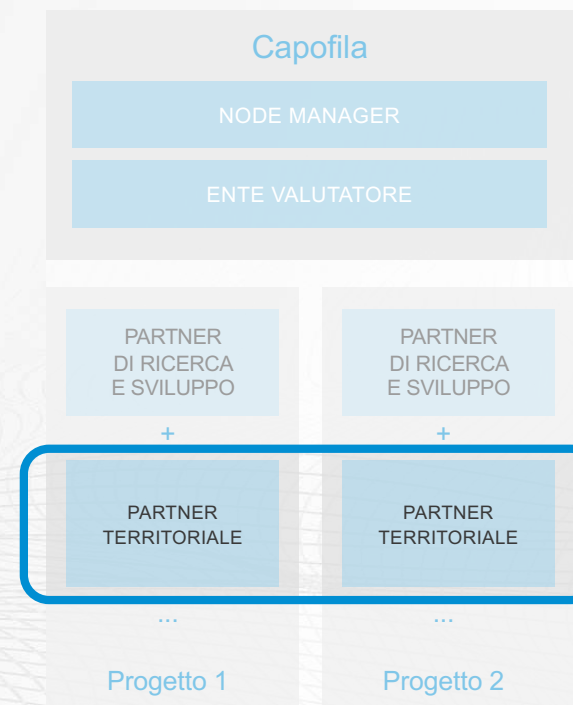 Capofila
NODE MANAGER
ENTE VALUTATORE
PARTNER
DI RICERCA
E SVILUPPO
+
PARTNER
TERRITORIALE
...
Progetto 1
PARTNER
DI RICERCA
E SVILUPPO
+
PARTNER
TERRITORIALE
...
Progetto 2